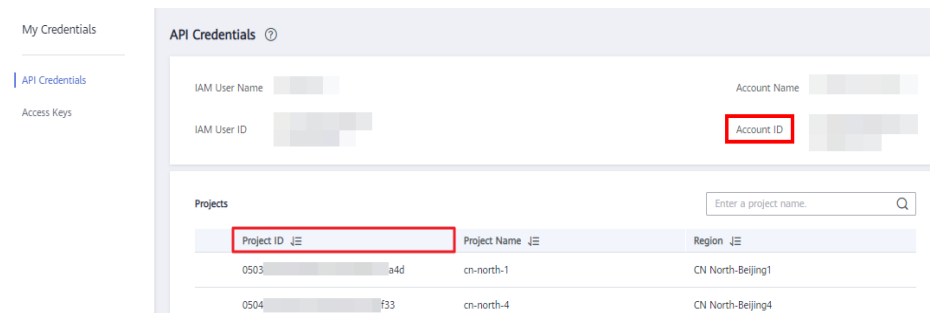 My Credentials
API Credentials
Access Keys
API Credentials ?
IAM User Name
Account Name
IAM User ID
Account ID
Projects
Enter a project name.
Project ID Project Name Region
0503 a4d cn-north-1 CN North-Beijing1
0504 f33 cn-north-4 CN North-Beijing4